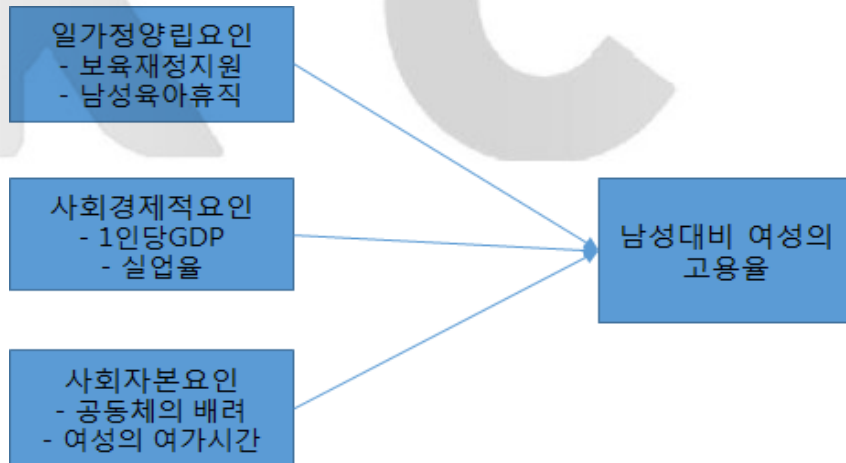 일가정양립요인
- 보육재정지원
- 남성육아휴직
사회경제적요인
- 1인당GDP
- 실업율
사회자본요인
- 공동체의 배려
- 여성의 여가시간
남성대비 여성의
고용율